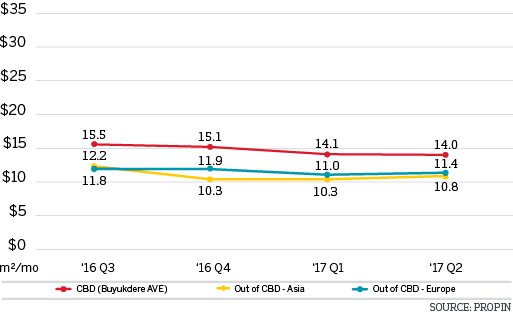 $35
$30
$25
$20
$15
$10
$5
$0
15.5
15.1
14.1
14.0
12.2
11.9
11.0
11.4
11.8
10.3
10.3
10.8
m²/mo
'16 Q3
'16 Q4
'17 Q1
'17 Q2
CBD (Buyukdere AVE)
Out of CBD - Asia
Out of CBD - Europe
SOURCE: PROPIN